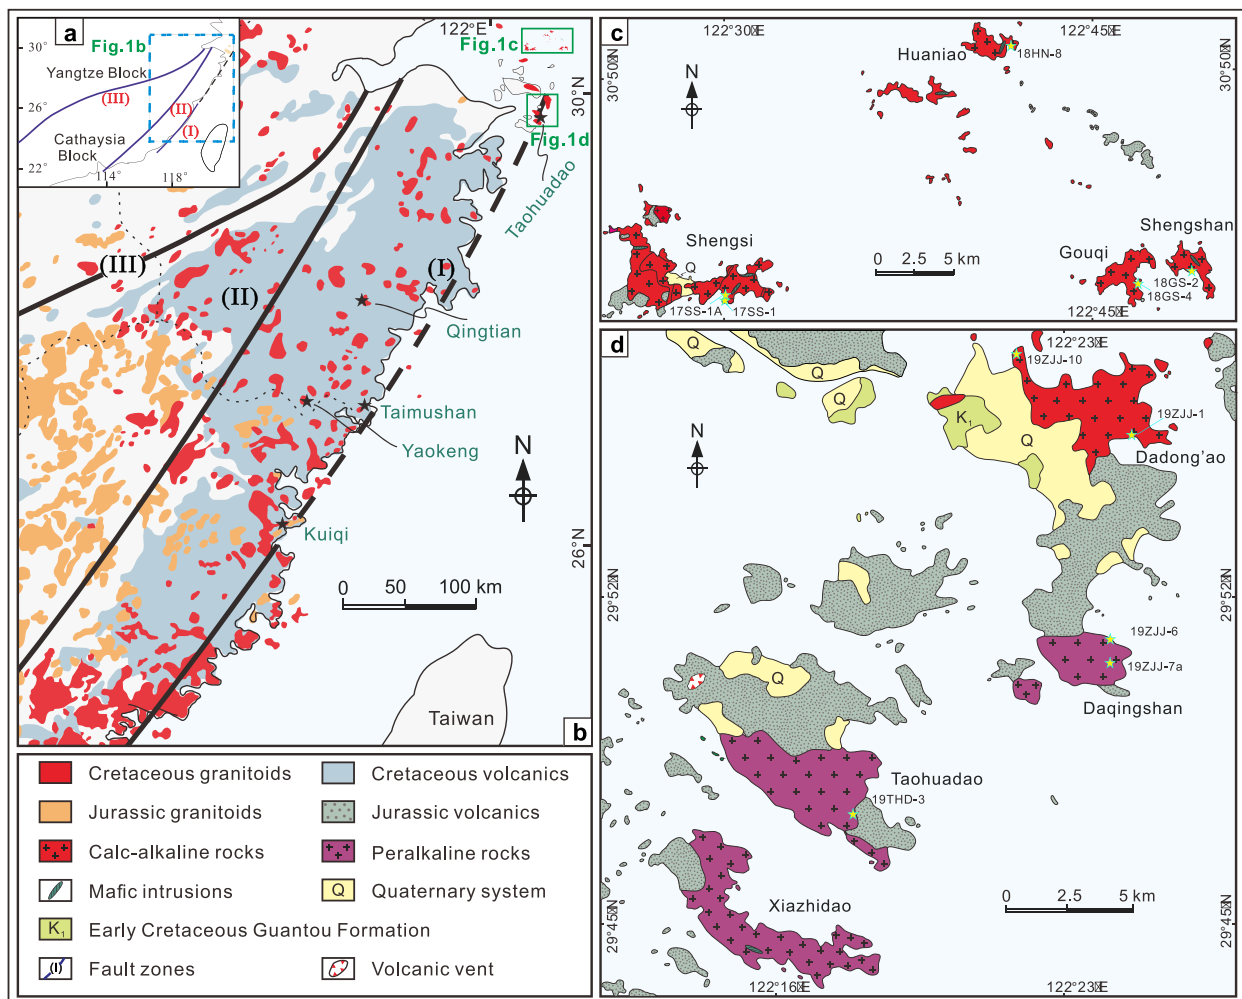 a
Fig.1b
30°
Yangtze Block
(III)
(II)
26°
(I)
Cathaysia
Block
22°
114°
118°
122°E
Fig.1c
30°N
Fig.1d
Taohuadao
(III)
(II)
(I)
Qingtian
Taimushan
Yaokeng
N
Kuiqi
26°N
0 50 100 km
Taiwan
b
c
122°30′E
122°45′E
30°50′N
30°50′N
N
Huaniao
18HN-8
Shengsi
Q
17SS-1A
17SS-1
0 2.5 5 km
Shengshan
Gouqi
18GS-2
18GS-4
122°45′E
d
122°23′E
Q
Q
Q
19ZJJ-10
K1
Q
19ZJJ-1
Dadong'ao
N
29°52′N
29°52′N
19ZJJ-6
19ZJJ-7a
Q
Daqingshan
Taohuadao
19THD-3
Xiazhidao
0 2.5 5 km
29°45′N
29°45′N
122°16′E
122°23′E
Cretaceous granitoids
Cretaceous volcanics
Jurassic granitoids
Jurassic volcanics
Calc-alkaline rocks
Peralkaline rocks
Mafic intrusions
Q Quaternary system
K1 Early Cretaceous Guantou Formation
(I) Fault zones
Volcanic vent